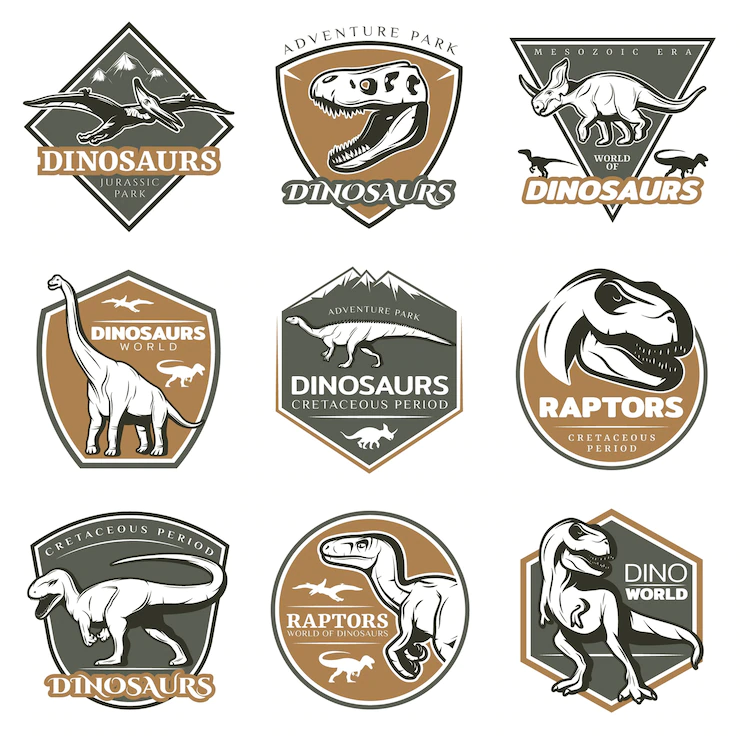 DINOSAURS
JURASSIC
PARK
ADVENTURE PARK
DINOSAURS
MESOZOIC ERA
WORLD
OF
DINOSAURS
DINOSAURS
WORLD
ADVENTURE PARK
DINOSAURS
CRETACEOUS PERIOD
RAPTORS
CRETACEOUS
PERIOD
CRETACEOUS PERIOD
DINOSAURS
RAPTORS
WORLD OF DINOSAURS
DINO
WORLD